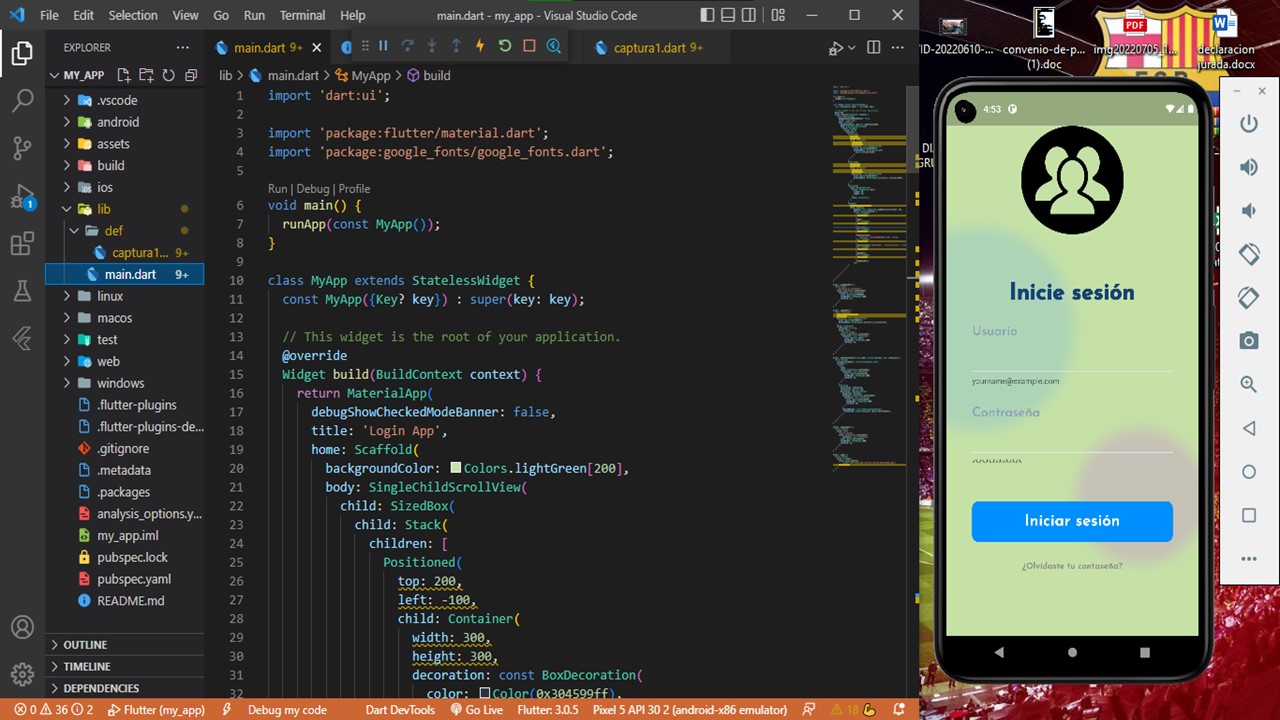 File Edit Selection View Go Run Terminal Help
main.dart - my_app - Visual Studio Code
EXPLORER
MY_APP
.vscode
android
assets
build
ios
lib
def
captura1... 9+
main.dart 9+
linux
macos
test
web
windows
.flutter-plugins
.flutter-plugins-de...
.gitignore
.metadata
.packages
analysis_options.y...
my_app.iml
pubspec.lock
pubspec.yaml
README.md
OUTLINE
TIMELINE
DEPENDENCIES
1
main.dart 9+
captura1.dart 9+
lib > main.dart > MyApp > build
1 import 'dart:ui';
2
3 import 'package:flutter/material.dart';
4 import 'package:google_fonts/google_fonts.dart';
5
Run | Debug | Profile
6 void main() {
7 runApp(const MyApp());
8 }
9
10 class MyApp extends StatelessWidget {
11 const MyApp({Key? key}) : super(key: key);
12
13 // This widget is the root of your application.
14 @override
15 Widget build(BuildContext context) {
16 return MaterialApp(
17 debugShowCheckedModeBanner: false,
18 title: 'Login App',
19 home: Scaffold(
20 backgroundColor: Colors.lightGreen[200],
21 body: SingleChildScrollView(
22 child: SizedBox(
23 child: Stack(
24 children: [
25 Positioned(
26 top: 200,
27 left: -100,
28 child: Container(
29 width: 300,
30 height: 300,
31 decoration: const BoxDecoration(
32 color: Color(0x304599ff),
0 36 2 Flutter (my_app) Debug my code Dart DevTools Go Live Flutter: 3.0.5 Pixel 5 API 30 2 (android-x86 emulator) 18
convenio-de-p...
(1).doc
PDF
img20220705_1...
declaracion
jurada.docx
4:53
Inicie sesión
Usuario
yourname@example.com
Contraseña
Iniciar sesión
¿Olvidaste tu contaseña?